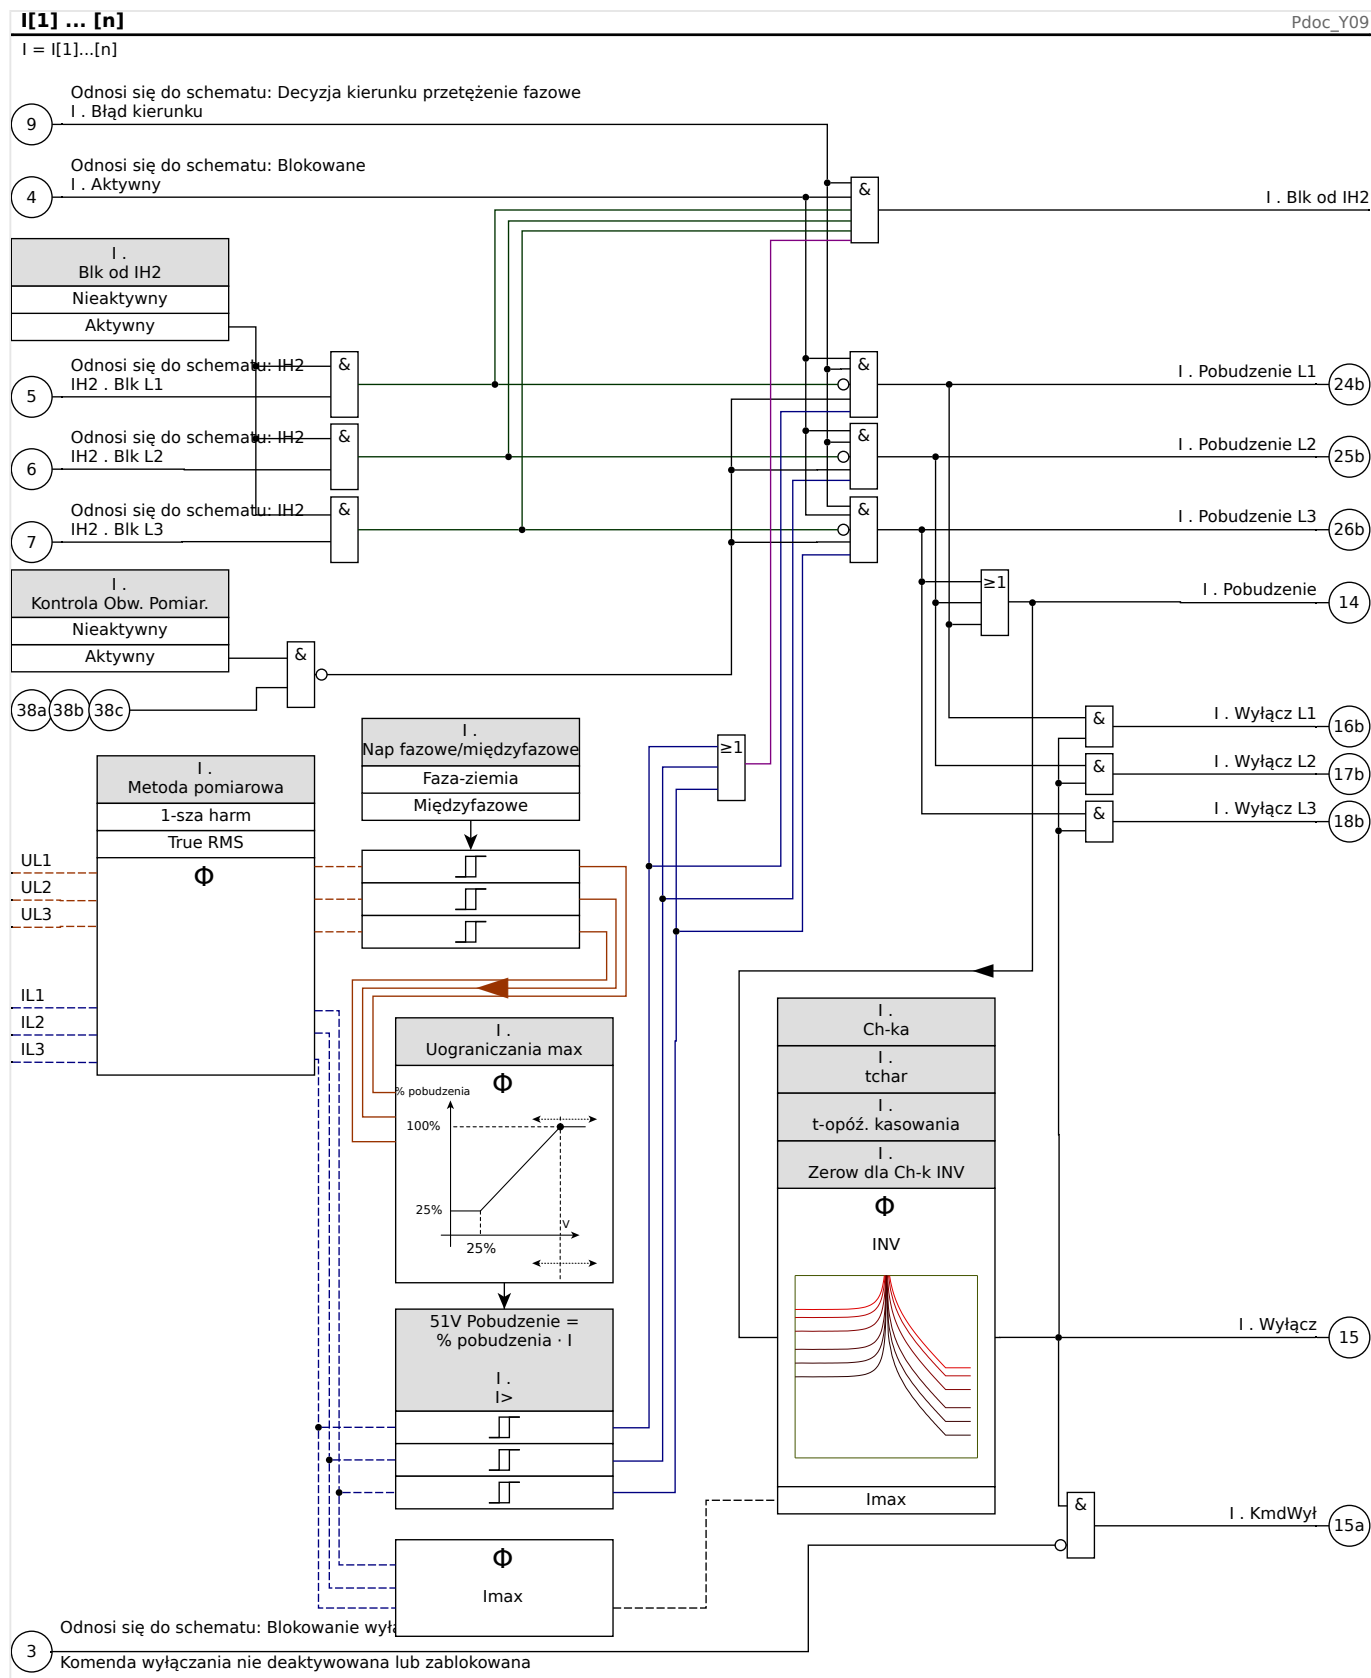 I[1] ... [n]
Pdoc_Y09
I = I[1]...[n]
Odnosi się do schematu: Decyzja kierunku przetężenie fazowe
9
I . Błąd kierunku
Odnosi się do schematu: Blokowane
4
I . Aktywny
&
I . Blk od IH2
I .
Blk od IH2
Nieaktywny
Aktywny
Odnosi się do schematu: IH2
5
IH2 . Blk L1
&
&
I . Pobudzenie L1
24b
Odnosi się do schematu: IH2
6
IH2 . Blk L2
&
&
I . Pobudzenie L2
25b
Odnosi się do schematu: IH2
7
IH2 . Blk L3
&
&
I . Pobudzenie L3
26b
I .
Kontrola Obw. Pomiar.
Nieaktywny
Aktywny
&
38a
38b
38c
≥1
I . Pobudzenie
14
&
I . Wyłącz L1
16b
&
I . Wyłącz L2
17b
&
I . Wyłącz L3
18b
I .
Nap fazowe/międzyfazowe
Faza-ziemia
Międzyfazowe
≥1
I .
Metoda pomiarowa
1-sza harm
True RMS
Φ
UL1
UL2
UL3
IL1
IL2
IL3
I .
Uograniczania max
Φ
% pobudzenia
100%
25%
V
25%
51V Pobudzenie =
% pobudzenia · I
I .
I>
Φ
Imax
I .
Ch-ka
I .
tchar
I .
t-opóź. kasowania
I .
Zerow dla Ch-k INV
Φ
INV
Imax
I . Wyłącz
15
&
I . KmdWył
15a
Odnosi się do schematu: Blokowanie wyłą
3
Komenda wyłączania nie deaktywowana lub zablokowana